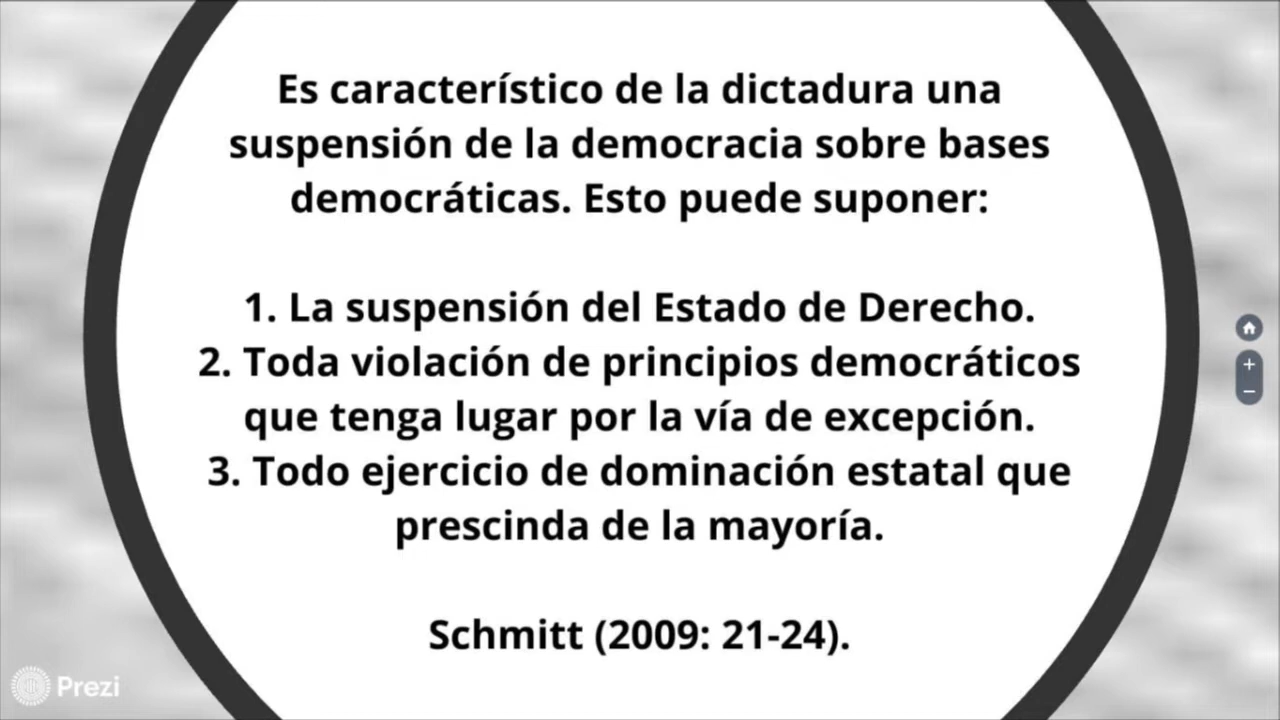 Es característico de la dictadura una
suspensión de la democracia sobre bases
democráticas. Esto puede suponer:
1. La suspensión del Estado de Derecho.
2. Toda violación de principios democráticos
que tenga lugar por la vía de excepción.
3. Todo ejercicio de dominación estatal que
prescinda de la mayoría.
Schmitt (2009: 21-24).
Prezi